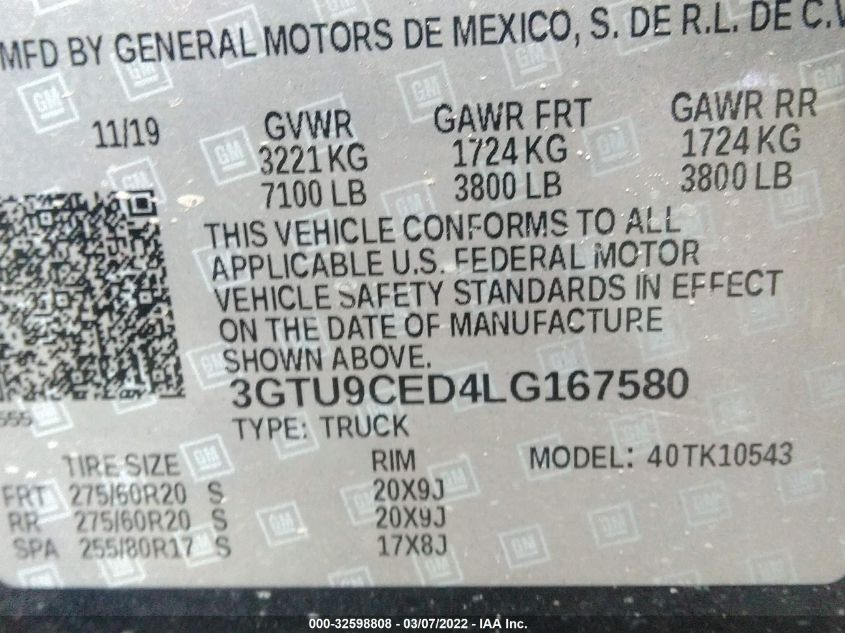 MFD BY GENERAL MOTORS DE MEXICO, S. DE R.L. DE C.V
11/19 GVWR GAWR FRT GAWR RR
3221 KG 1724 KG 1724 KG
7100 LB 3800 LB 3800 LB
THIS VEHICLE CONFORMS TO ALL
APPLICABLE U.S. FEDERAL MOTOR
VEHICLE SAFETY STANDARDS IN EFFECT
ON THE DATE OF MANUFACTURE
SHOWN ABOVE.
3GTU9CED4LG167580
555
TYPE: TRUCK
TIRE SIZE RIM MODEL: 40TK10543
FRT 275/60R20 S 20X9J
RR 275/60R20 S 20X9J
SPA 255/80R17 S 17X8J
000-32598808 - 03/07/2022 - IAA Inc.